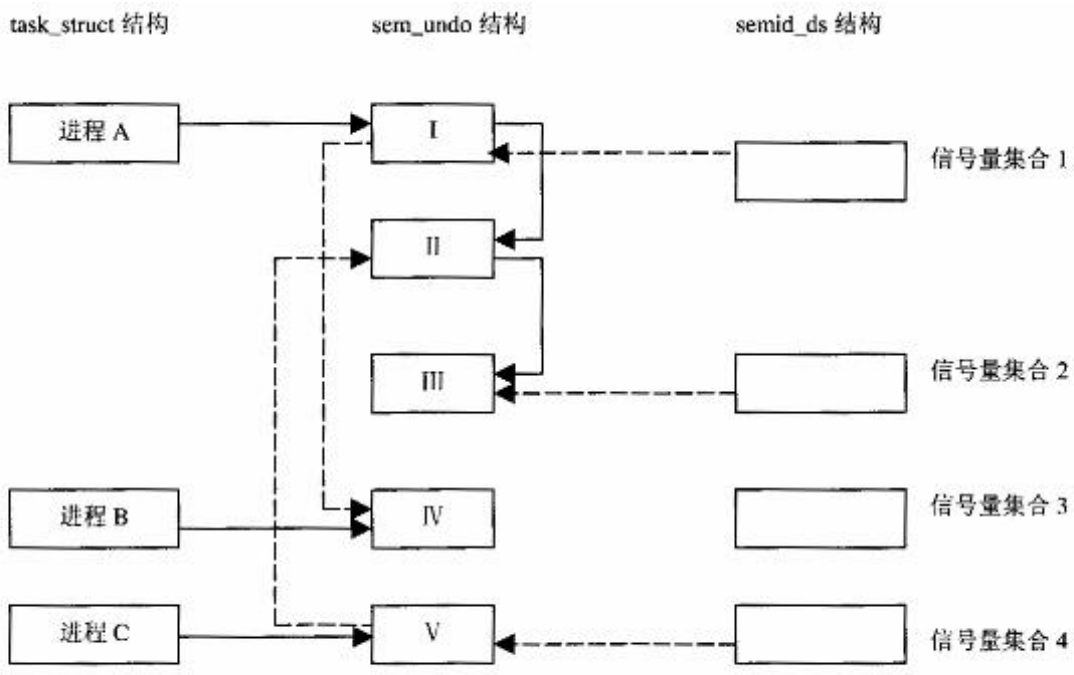 task_struct 结构 sem_undo 结构 semid_ds 结构
进程 A
I
信号量集合 1
II
III
信号量集合 2
进程 B
IV
信号量集合 3
进程 C
V
信号量集合 4